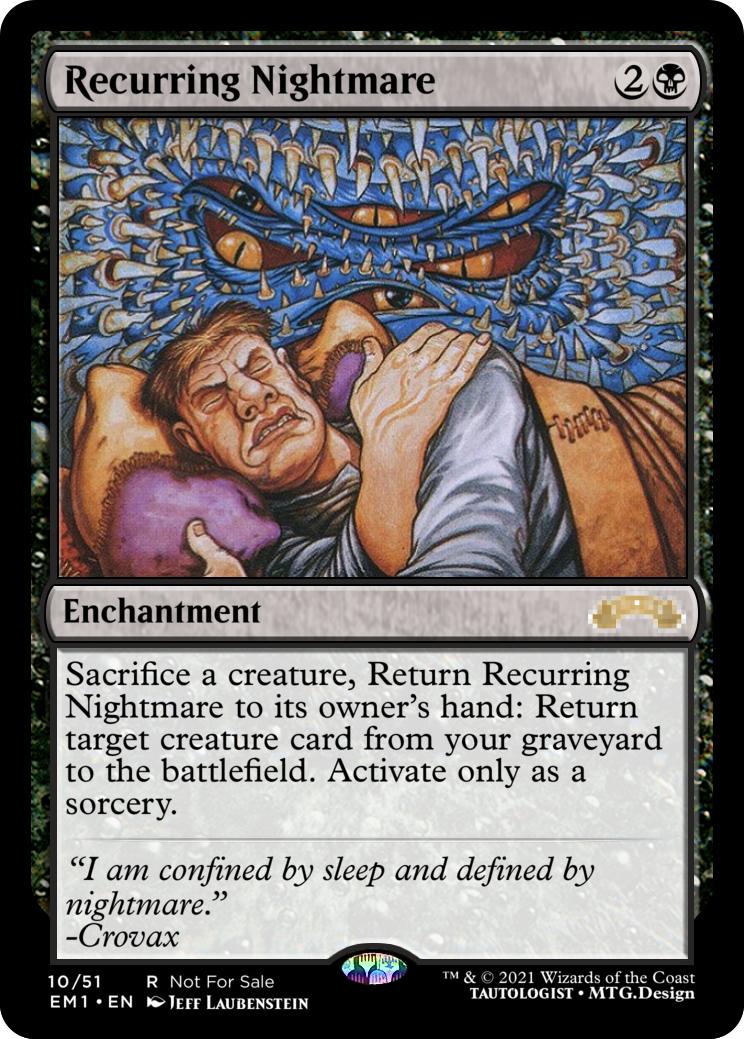 Recurring Nightmare 2
Enchantment
Sacrifice a creature, Return Recurring
Nightmare to its owner's hand: Return
target creature card from your graveyard
to the battlefield. Activate only as a
sorcery.
"I am confined by sleep and defined by
nightmare."
-Crovax
10/51 R Not For Sale
EM1 • EN Jeff Laubenstein
™ & © 2021 Wizards of the Coast
TAUTOLOGIST • MTG.Design